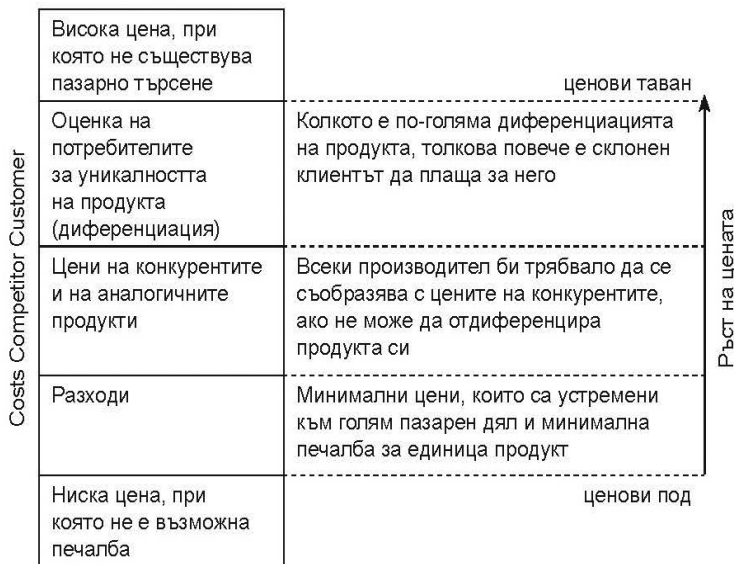 Висока цена, при
която не съществува
пазарно търсене
ценови таван
Оценка на
потребителите
за уникалността
на продукта
(диференциация)
Колкото е по-голяма диференциацията
на продукта, толкова повече е склонен
клиентът да плаща за него
Цени на конкурентите
и на аналогичните
продукти
Всеки производител би трябвало да се
съобразява с цените на конкурентите,
ако не може да отдиференцира
продукта си
Разходи
Минимални цени, които са устремени
към голям пазарен дял и минимална
печалба за единица продукт
Ниска цена, при
която не е възможна
печалба
ценови под
Costs Competitor Customer
Ръст на цената